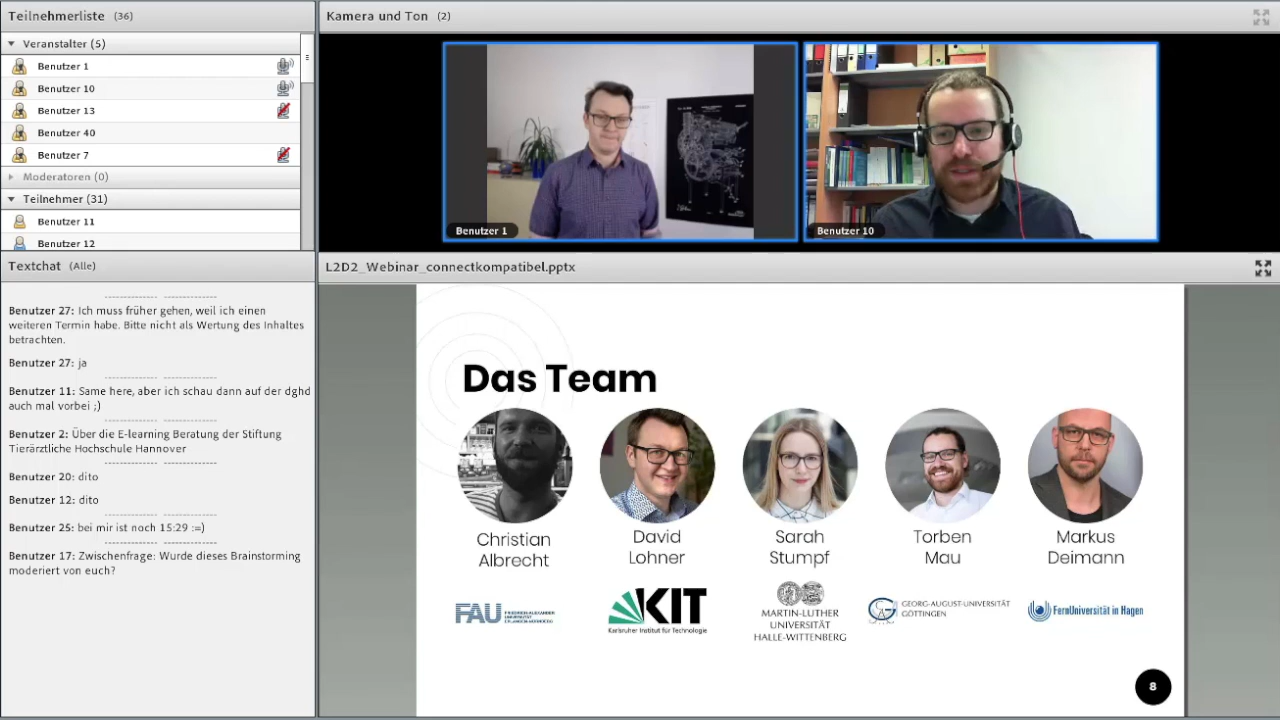 Teilnehmerliste (36)
Veranstalter (5)
Benutzer 1
Benutzer 10
Benutzer 13
Benutzer 40
Benutzer 7
Moderatoren (0)
Teilnehmer (31)
Benutzer 11
Benutzer 12
Textchat (Alle)
Benutzer 27: Ich muss früher gehen, weil ich einen
weiteren Termin habe. Bitte nicht als Wertung des Inhaltes
betrachten.
Benutzer 27: ja
Benutzer 11: Same here, aber ich schau dann auf der dghd
auch mal vorbei ;)
Benutzer 2: Über die E-learning Beratung der Stiftung
Tierärztliche Hochschule Hannover
Benutzer 20: dito
Benutzer 12: dito
Benutzer 25: bei mir ist noch 15:29 :=)
Benutzer 17: Zwischenfrage: Wurde dieses Brainstorming
moderiert von euch?
Kamera und Ton (2)
Benutzer 1
Benutzer 10
L2D2_Webinar_connectkompatibel.pptx
Das Team
Christian
Albrecht
David
Lohner
Sarah
Stumpf
Torben
Mau
Markus
Deimann
FAU
FRIEDRICH-ALEXANDER
UNIVERSITÄT
ERLANGEN-NÜRNBERG
KIT
Karlsruher Institut für Technologie
MARTIN-LUTHER
UNIVERSITÄT
HALLE-WITTENBERG
GEORG-AUGUST-UNIVERSITÄT
GÖTTINGEN
FernUniversität in Hagen
8